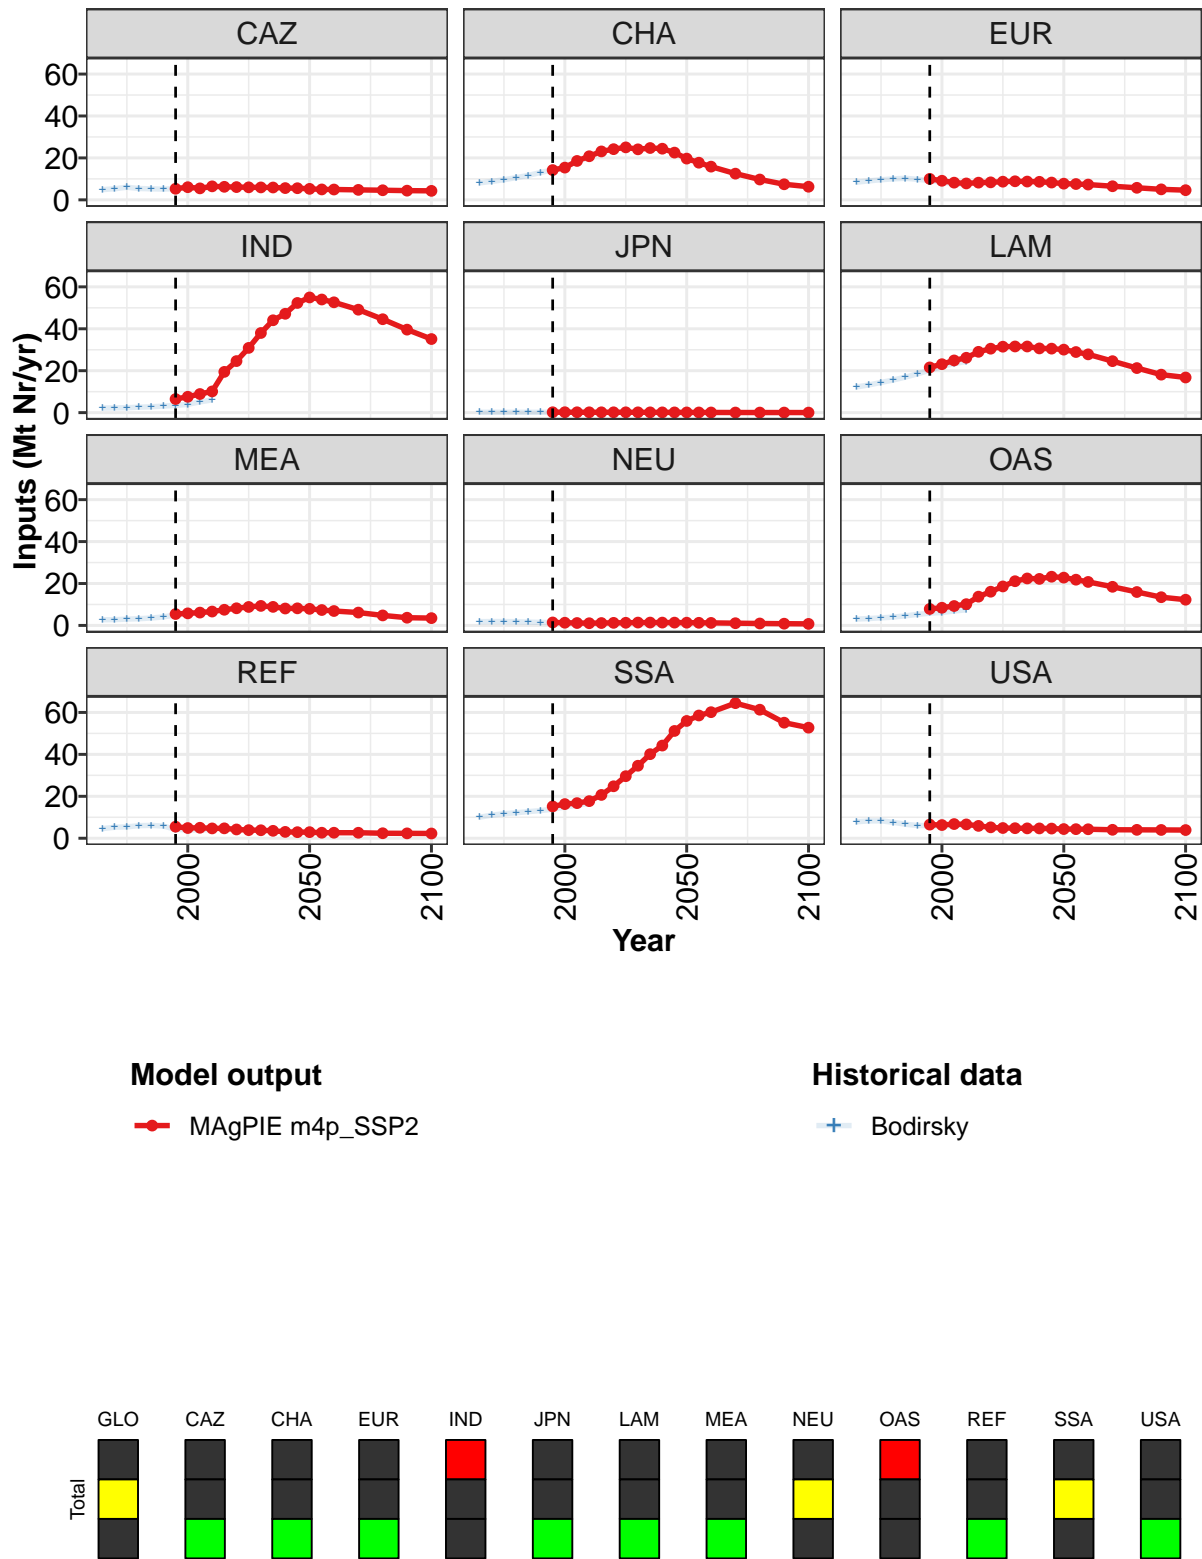 CAZ CHA EUR
60
40
20
0
IND JPN LAM
60
40
20
0
MEA NEU OAS
60
40
20
0
REF SSA USA
60
40
20
0
Inputs (Mt Nr/yr)
2000 2050 2100 2000 2050 2100 2000 2050 2100
Year
Model output
MAgPIE m4p_SSP2
Historical data
Bodirsky
GLO CAZ CHA EUR IND JPN LAM MEA NEU OAS REF SSA USA
Total